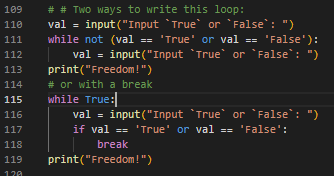 109 # # Two ways to write this loop:
110 val = input("Input `True` or `False`: ")
111 while not (val == 'True' or val == 'False'):
112     val = input("Input `True` or `False`: ")
113 print("Freedom!")
114 # or with a break
115 while True:
116     val = input("Input `True` or `False`: ")
117     if val == 'True' or val == 'False':
118         break
119 print("Freedom!")
120